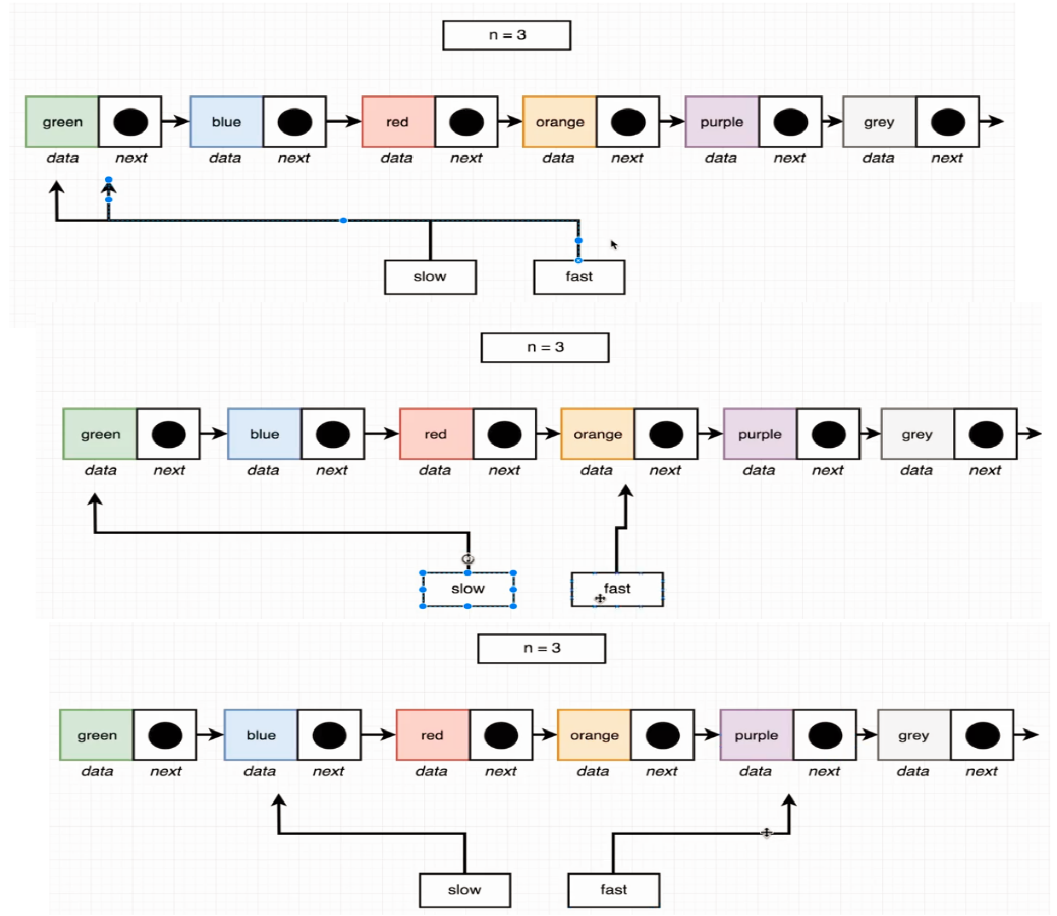 n = 3
green blue red orange purple grey
data next data next data next data next data next data next
slow fast
n = 3
green blue red orange purple grey
data next data next data next data next data next data next
slow fast
n = 3
green blue red orange purple grey
data next data next data next data next data next data next
slow fast